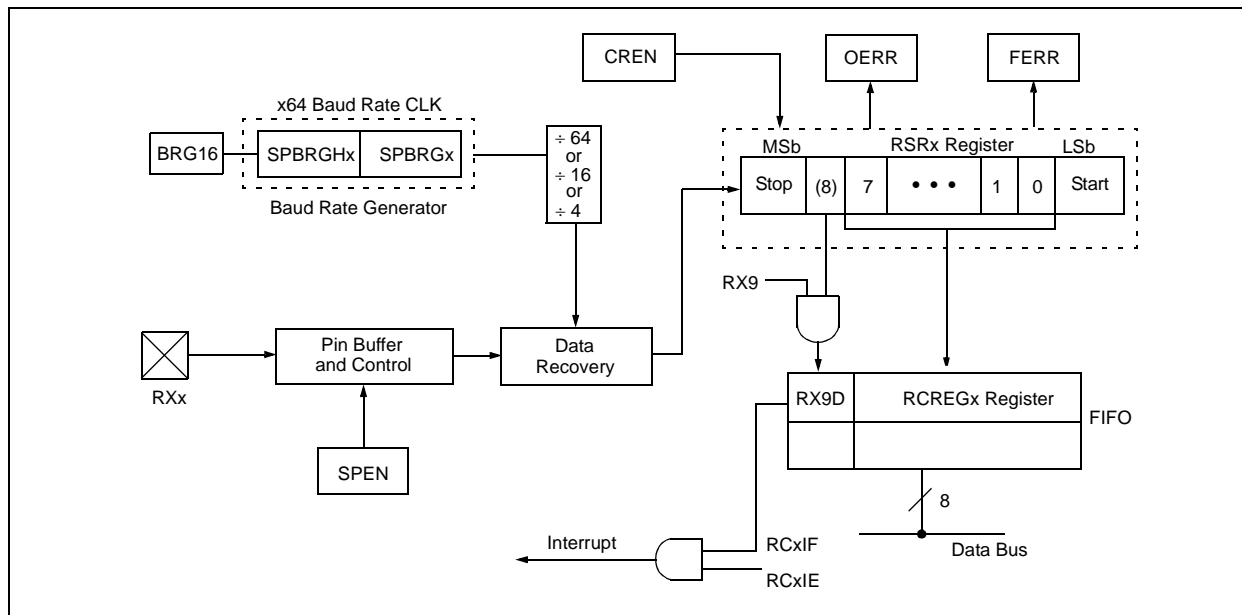 CREN
OERR
FERR
x64 Baud Rate CLK
BRG16
SPBRGHx
SPBRGx
Baud Rate Generator
÷ 64
or
÷ 16
or
÷ 4
MSb
RSRx Register
LSb
Stop
(8)
7
• • •
1
0
Start
RX9
RXx
Pin Buffer
and Control
Data
Recovery
SPEN
RX9D
RCREGx Register
FIFO
8
Data Bus
Interrupt
RCxIF
RCxIE